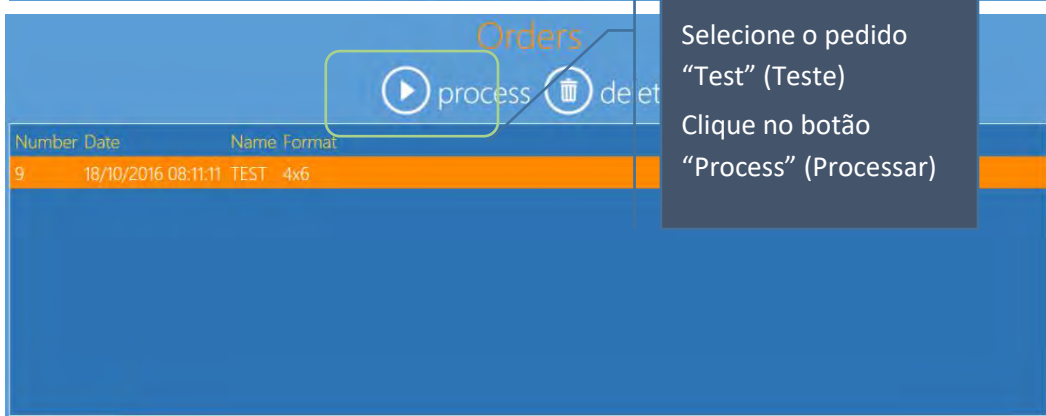 Orders
process delet
Number Date Name Format
9 18/10/2016 08:11:11 TEST 4x6
Selecione o pedido
“Test” (Teste)
Clique no botão
“Process” (Processar)